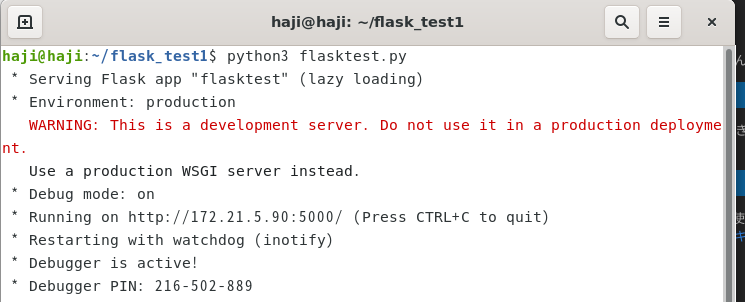 haji@haji: ~/flask_test1
haji@haji:~/flask_test1$ python3 flasktest.py
* Serving Flask app "flasktest" (lazy loading)
* Environment: production
WARNING: This is a development server. Do not use it in a production deployme
nt.
Use a production WSGI server instead.
* Debug mode: on
* Running on http://172.21.5.90:5000/ (Press CTRL+C to quit)
* Restarting with watchdog (inotify)
* Debugger is active!
* Debugger PIN: 216-502-889